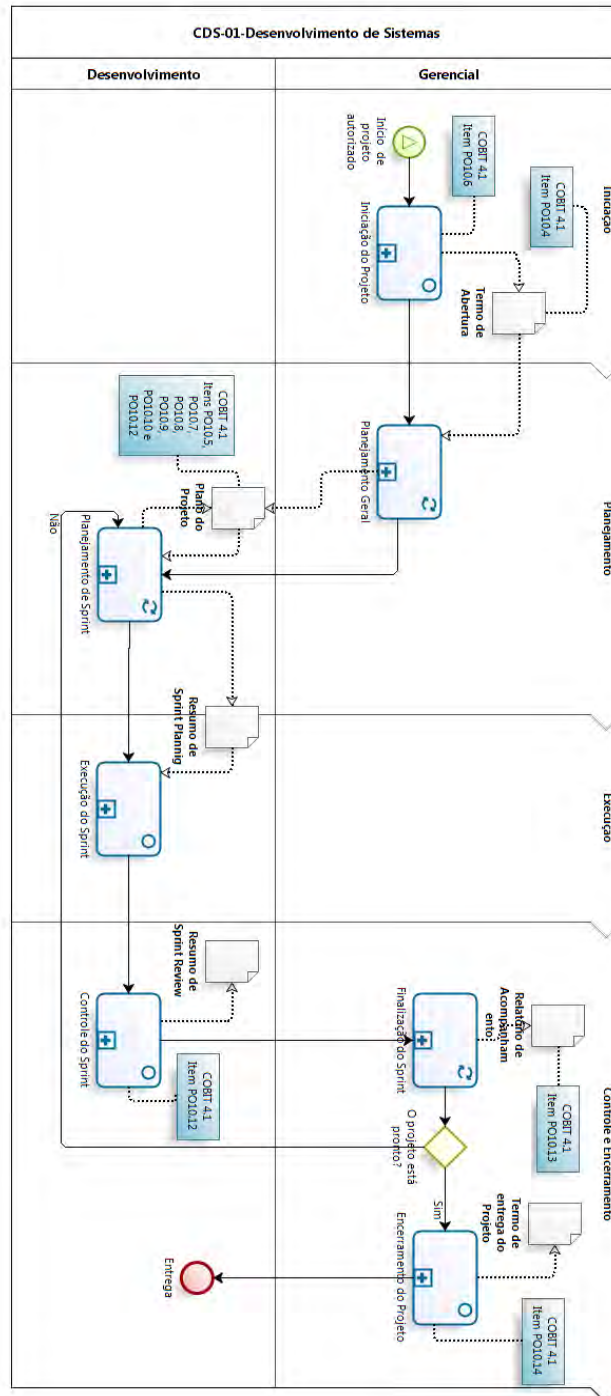 CDS-01-Desenvolvimento de Sistemas
Gerencial
Desenvolvimento
Iniciação
Planejamento
Execução
Controle e Encerramento
Início de
projeto
autorizado
COBIT 4.1
Item PO10.6
COBIT 4.1
Item PO10.4
Iniciação do Projeto
Termo de
Abertura
Planejamento Geral
COBIT 4.1
Itens PO10.5,
PO10.7,
PO10.8,
PO10.9,
PO10.10 e
PO10.12
Plano do
Projeto
Planejamento de Sprint
Não
Resumo de
Sprint Plannig
Execução do Sprint
Resumo de
Sprint Review
Controle do Sprint
COBIT 4.1
Item PO10.12
Finalização do Sprint
Relatório de
Acompanham
ento
COBIT 4.1
Item PO10.13
O projeto está
pronto?
Sim
Termo de
entrega do
Projeto
Encerramento do Projeto
COBIT 4.1
Item PO10.14
Entrega